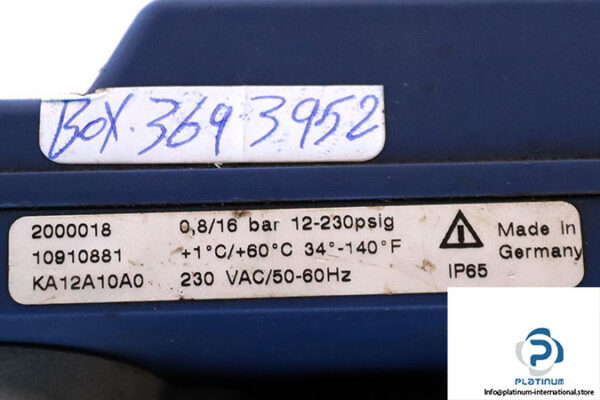 BOX.369 3952
2000018 0,8/16 bar 12-230psig
10910881 +1°C/+60°C 34°-140°F
KA12A10A0 230 VAC/50-60Hz
Made in
Germany
IP65
PLATINUM
Info@platinum-international.store